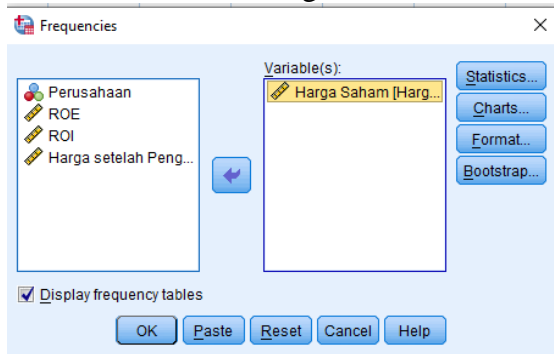 Frequencies
Variable(s):
Perusahaan
ROE
ROI
Harga setelah Peng...
Harga Saham [Harg...
Statistics...
Charts...
Format...
Bootstrap...
Display frequency tables
OK Paste Reset Cancel Help